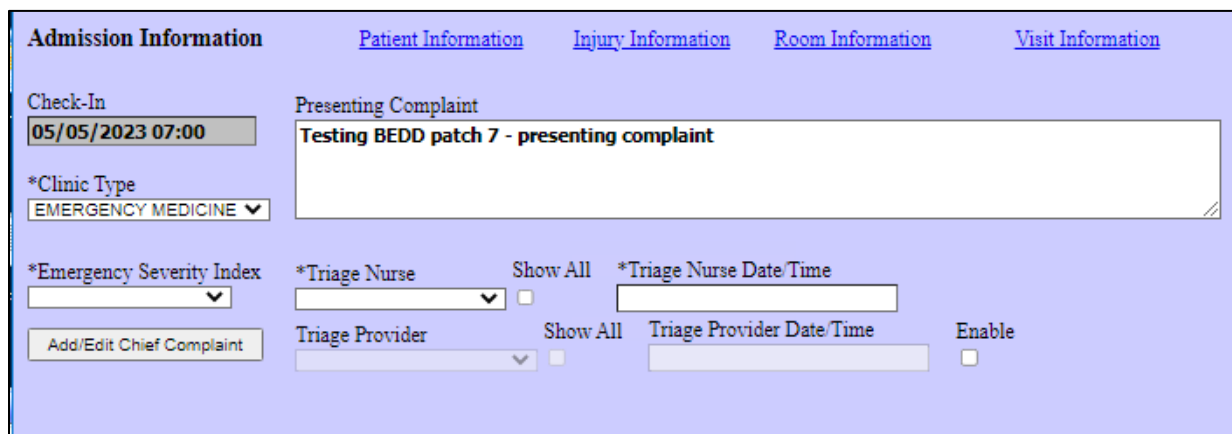 Admission Information Patient Information Injury Information Room Information Visit Information
Check-In
05/05/2023 07:00
Presenting Complaint
Testing BEDD patch 7 - presenting complaint
*Clinic Type
EMERGENCY MEDICINE
*Emergency Severity Index *Triage Nurse Show All *Triage Nurse Date/Time
Add/Edit Chief Complaint Triage Provider Show All Triage Provider Date/Time Enable